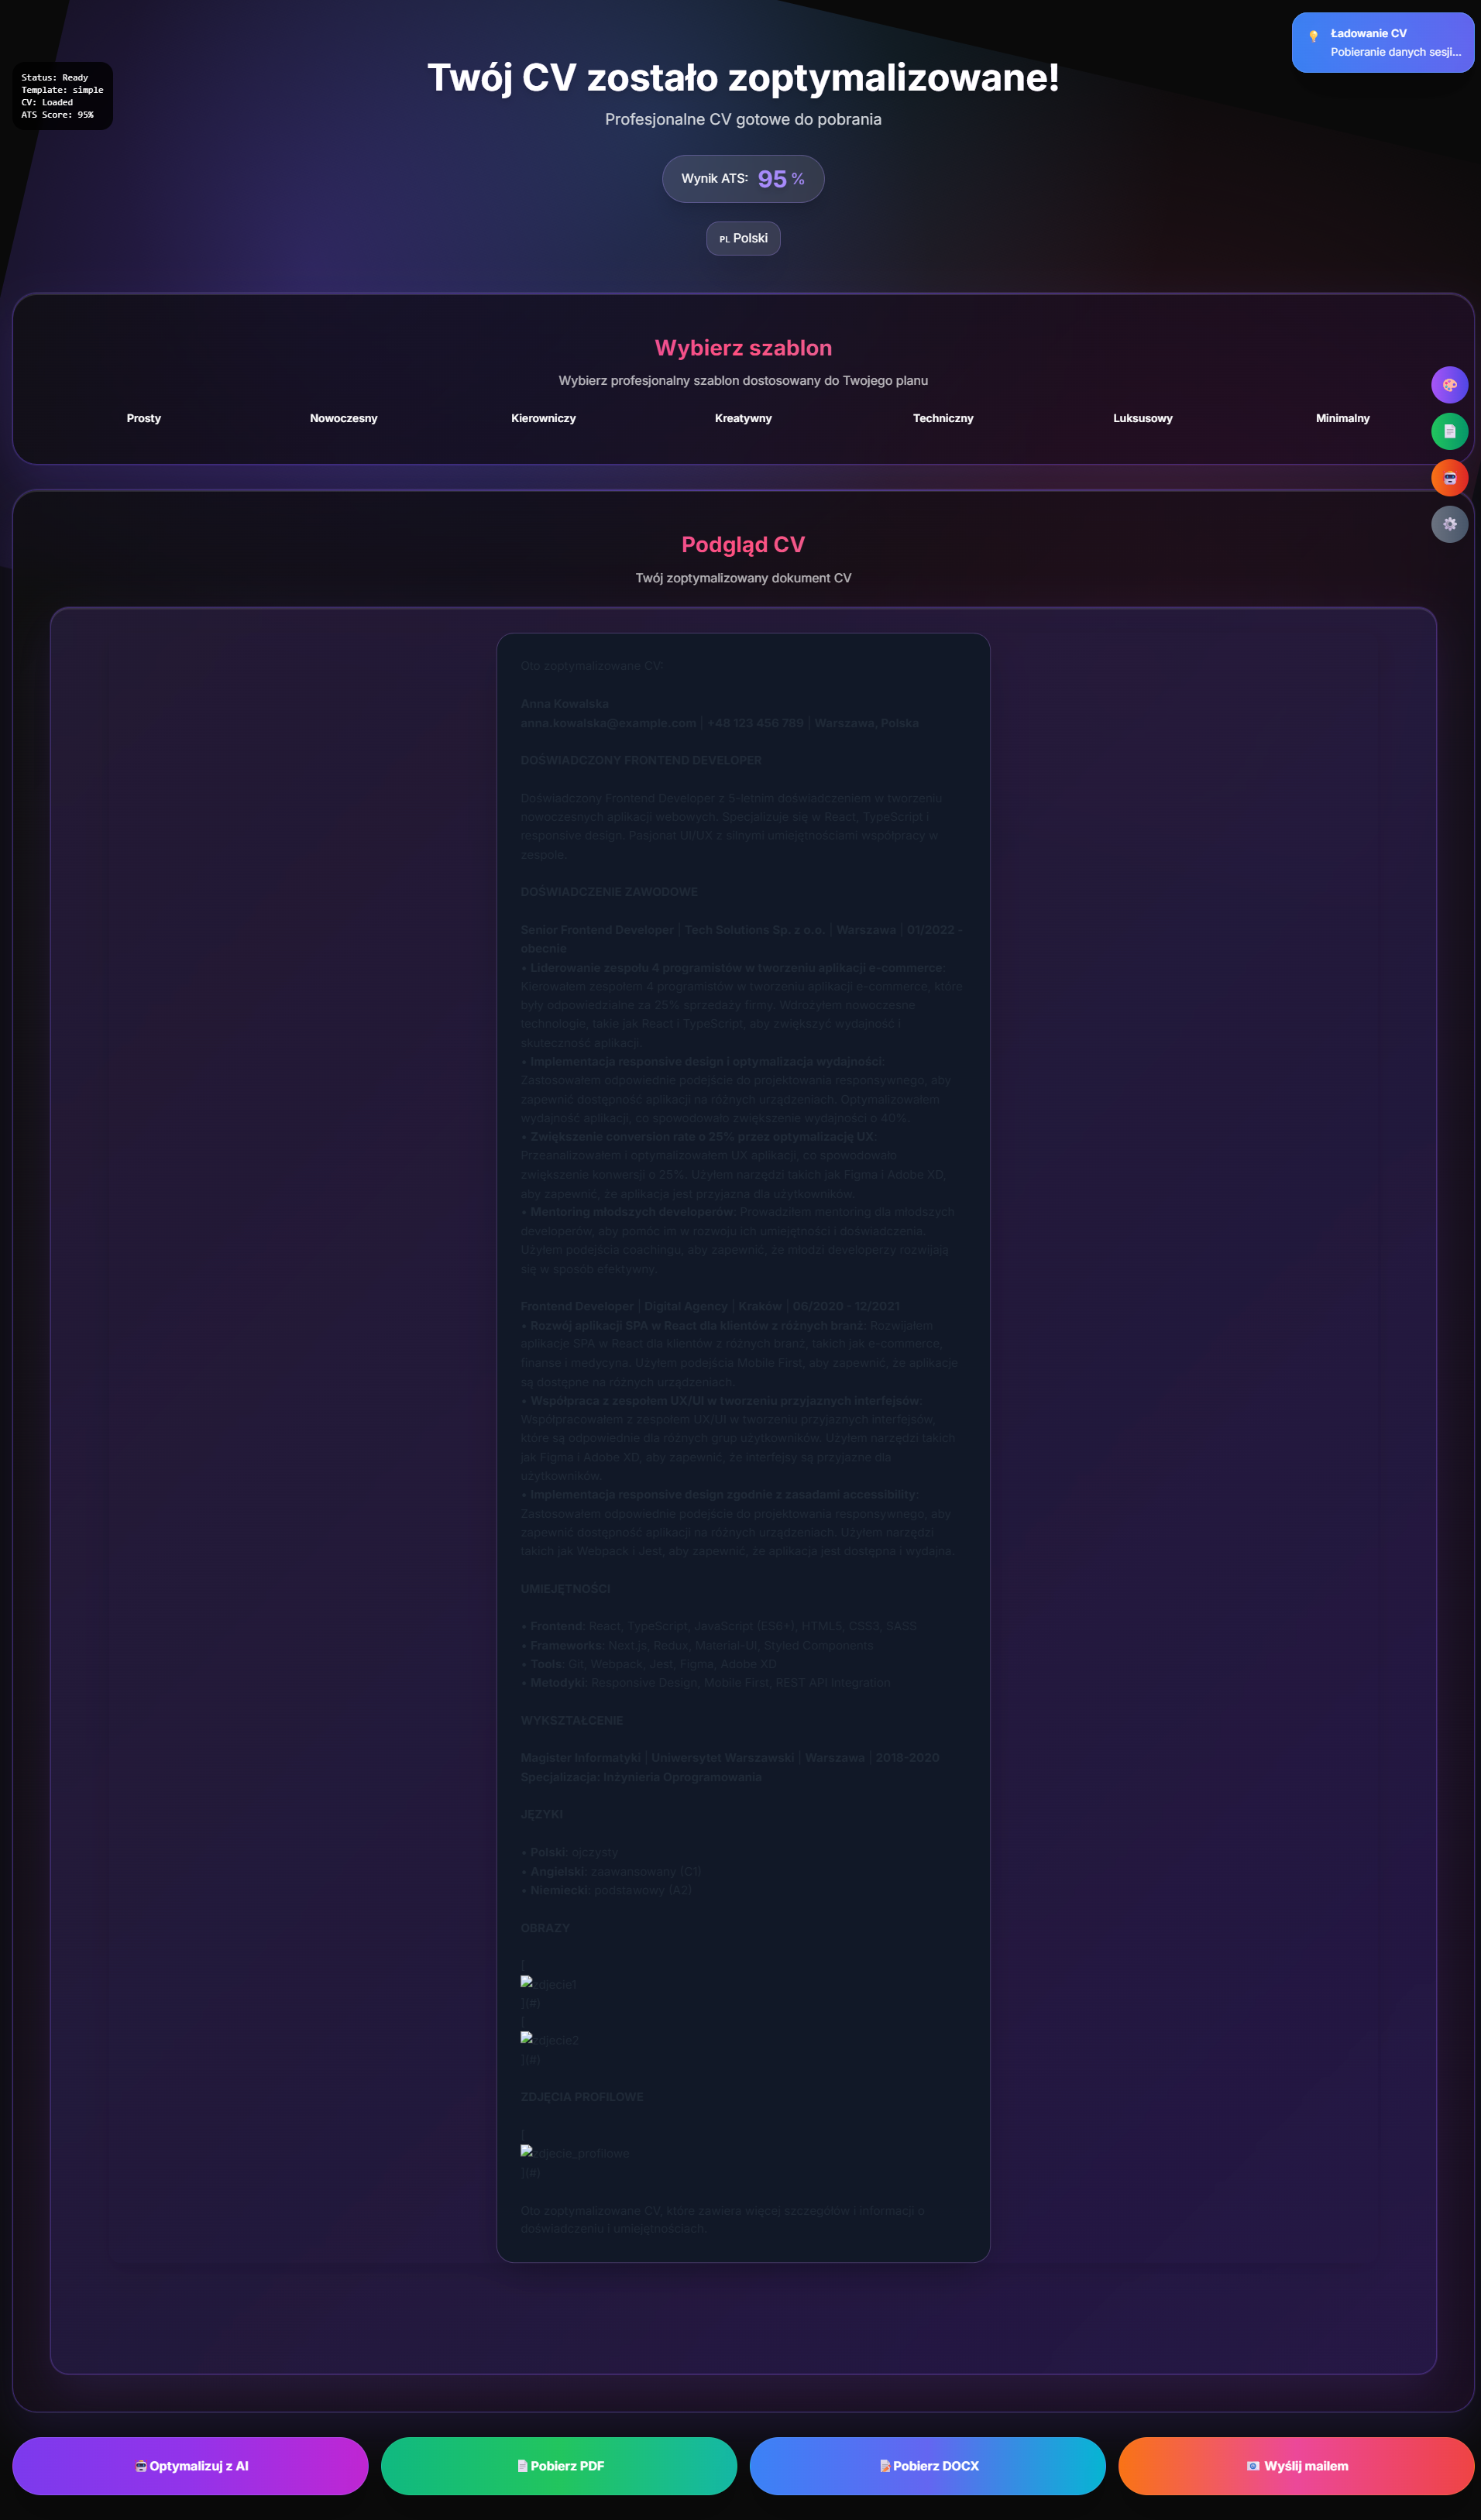 Ładowanie CV
Pobieranie danych sesji...
Status: Ready
Template: simple
CV: Loaded
ATS Score: 95%
Twój CV zostało zoptymalizowane!
Profesjonalne CV gotowe do pobrania
Wynik ATS: 95 %
PL Polski
Wybierz szablon
Wybierz profesjonalny szablon dostosowany do Twojego planu
Prosty Nowoczesny Kierowniczy Kreatywny Techniczny Luksusowy Minimalny
Podgląd CV
Twój zoptymalizowany dokument CV
Oto zoptymalizowane CV:
Anna Kowalska
anna.kowalska@example.com | +48 123 456 789 | Warszawa, Polska
DOŚWIADCZONY FRONTEND DEVELOPER
Doświadczony Frontend Developer z 5-letnim doświadczeniem w tworzeniu
nowoczesnych aplikacji webowych. Specjalizuję się w React, TypeScript i
responsive design. Pasjonat UI/UX z silnymi umiejętnościami współpracy w
zespole.
DOŚWIADCZENIE ZAWODOWE
Senior Frontend Developer | Tech Solutions Sp. z o.o. | Warszawa | 01/2022 -
obecnie
• Liderowanie zespołu 4 programistów w tworzeniu aplikacji e-commerce:
Kierowałem zespołem 4 programistów w tworzeniu aplikacji e-commerce, które
były odpowiedzialne za 25% sprzedaży firmy. Wdrożyłem nowoczesne
technologie, takie jak React i TypeScript, aby zwiększyć wydajność i
skuteczność aplikacji.
• Implementacja responsive design i optymalizacja wydajności:
Zastosowałem odpowiednie podejście do projektowania responsywnego, aby
zapewnić dostępność aplikacji na różnych urządzeniach. Optymalizowałem
wydajność aplikacji, co spowodowało zwiększenie wydajności o 40%.
• Zwiększenie conversion rate o 25% przez optymalizację UX:
Przeanalizowałem i optymalizowałem UX aplikacji, co spowodowało
zwiększenie konwersji o 25%. Użyłem narzędzi takich jak Figma i Adobe XD,
aby zapewnić, że aplikacja jest przyjazna dla użytkowników.
• Mentoring młodszych developerów: Prowadziłem mentoring dla młodszych
developerów, aby pomóc im w rozwoju ich umiejętności i doświadczenia.
Użyłem podejścia coachingu, aby zapewnić, że młodzi developerzy rozwijają
się w sposób efektywny.
Frontend Developer | Digital Agency | Kraków | 06/2020 - 12/2021
• Rozwój aplikacji SPA w React dla klientów z różnych branż: Rozwijałem
aplikacje SPA w React dla klientów z różnych branż, takich jak e-commerce,
finanse i medycyna. Użyłem podejścia Mobile First, aby zapewnić, że aplikacje
są dostępne na różnych urządzeniach.
• Współpraca z zespołem UX/UI w tworzeniu przyjaznych interfejsów:
Współpracowałem z zespołem UX/UI w tworzeniu przyjaznych interfejsów,
które są odpowiednie dla różnych grup użytkowników. Użyłem narzędzi takich
jak Figma i Adobe XD, aby zapewnić, że interfejsy są przyjazne dla
użytkowników.
• Implementacja responsive design zgodnie z zasadami accessibility:
Zastosowałem odpowiednie podejście do projektowania responsywnego, aby
zapewnić dostępność aplikacji na różnych urządzeniach. Użyłem narzędzi
takich jak Webpack i Jest, aby zapewnić, że aplikacja jest dostępna i wydajna.
UMIEJĘTNOŚCI
• Frontend: React, TypeScript, JavaScript (ES6+), HTML5, CSS3, SASS
• Frameworks: Next.js, Redux, Material-UI, Styled Components
• Tools: Git, Webpack, Jest, Figma, Adobe XD
• Metodyki: Responsive Design, Mobile First, REST API Integration
WYKSZTAŁCENIE
Magister Informatyki | Uniwersytet Warszawski | Warszawa | 2018-2020
Specjalizacja: Inżynieria Oprogramowania
JĘZYKI
• Polski: ojczysty
• Angielski: zaawansowany (C1)
• Niemiecki: podstawowy (A2)
OBRAZY
[
zdjecie1
](#)
[
zdjecie2
](#)
ZDJĘCIA PROFILOWE
[
zdjecie_profilowe
](#)
Oto zoptymalizowane CV, które zawiera więcej szczegółów i informacji o
doświadczeniu i umiejętnościach
Optymalizuj z AI
Pobierz PDF
Pobierz DOCX
Wyślij mailem